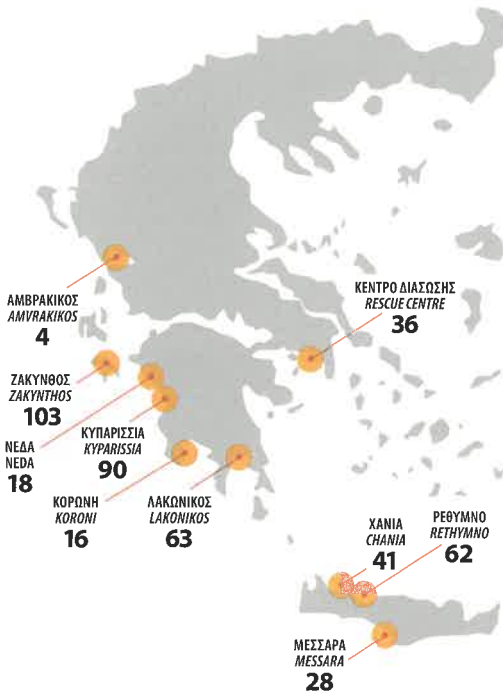 ΑΜΒΡΑΚΙΚΟΣ
AMVRAKIKOS
4
ΚΕΝΤΡΟ ΔΙΑΣΩΣΗΣ
RESCUE CENTRE
36
ΖΑΚΥΝΘΟΣ
ZAKYNTHOS
103
ΝΕΔΑ
NEDA
18
ΚΥΠΑΡΙΣΣΙΑ
KYPARISSIA
90
ΚΟΡΩΝΗ
KORONI
16
ΛΑΚΩΝΙΚΟΣ
LAKONIKOS
63
ΧΑΝΙΑ
CHANIA
41
ΡΕΘΥΜΝΟ
RETHYMNO
62
ΜΕΣΣΑΡΑ
MESSARA
28